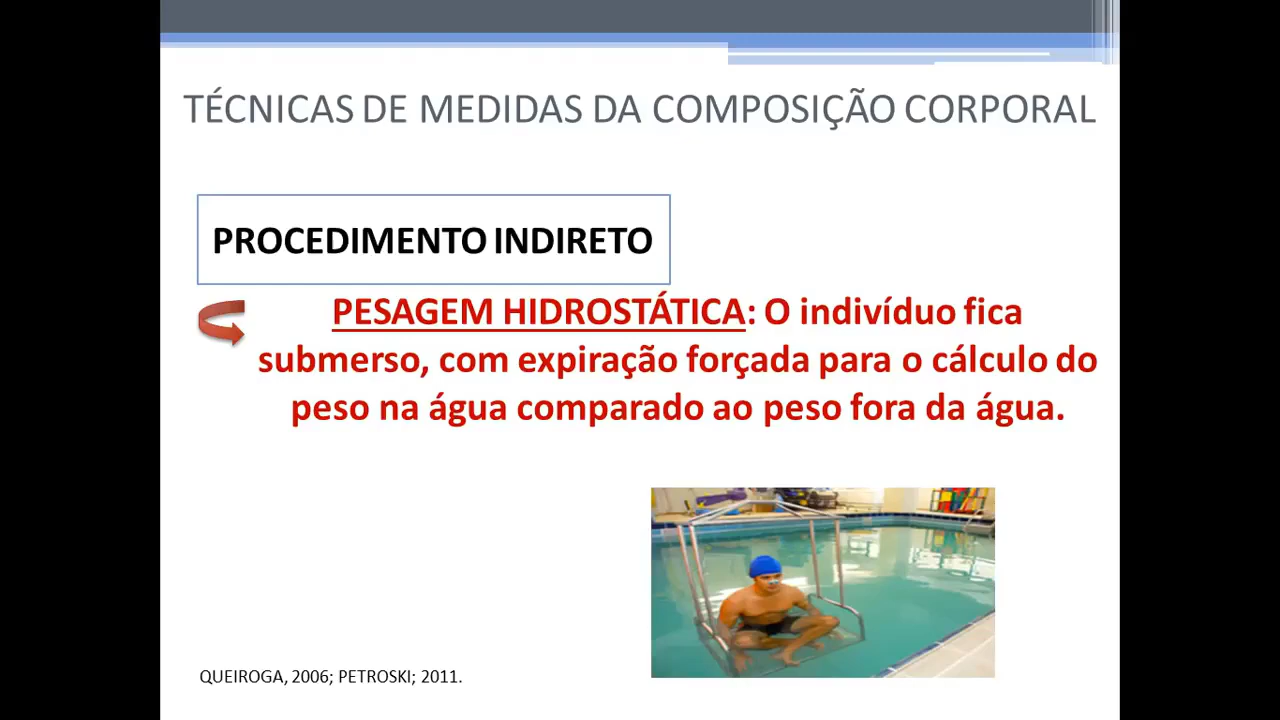 TÉCNICAS DE MEDIDAS DA COMPOSIÇÃO CORPORAL
PROCEDIMENTO INDIRETO
PESAGEM HIDROSTÁTICA: O indivíduo fica
submerso, com expiração forçada para o cálculo do
peso na água comparado ao peso fora da água.
QUEIROGA, 2006; PETROSKI; 2011.